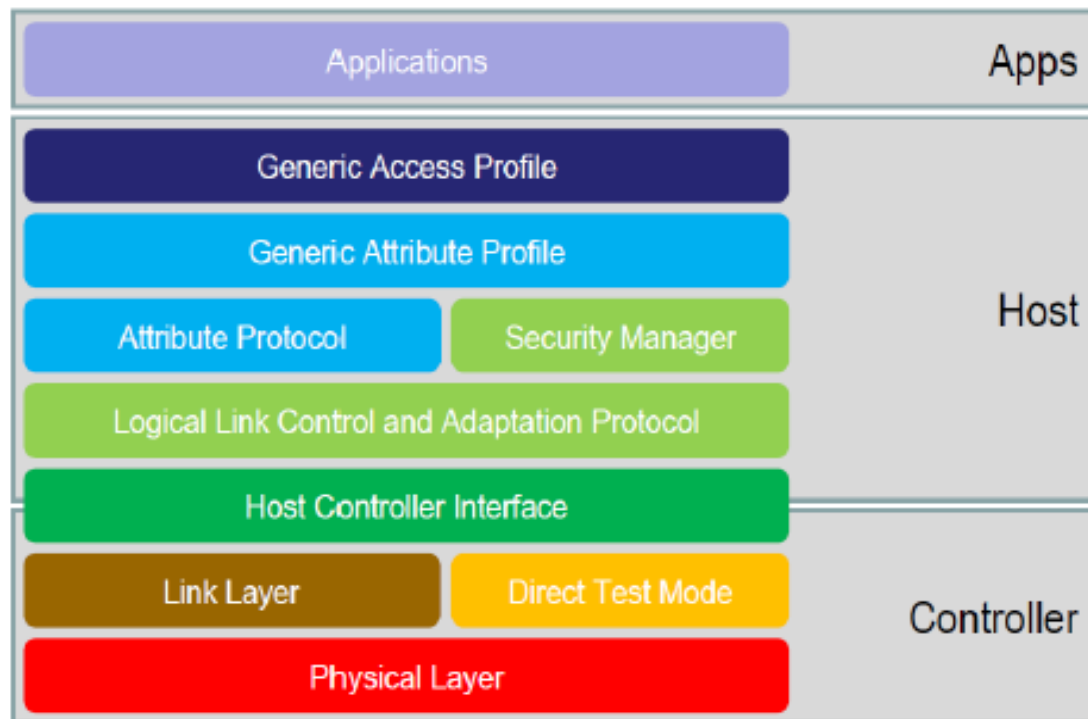 Applications
Apps
Generic Access Profile
Generic Attribute Profile
Host
Attribute Protocol
Security Manager
Logical Link Control and Adaptation Protocol
Host Controller Interface
Link Layer
Direct Test Mode
Controller
Physical Layer